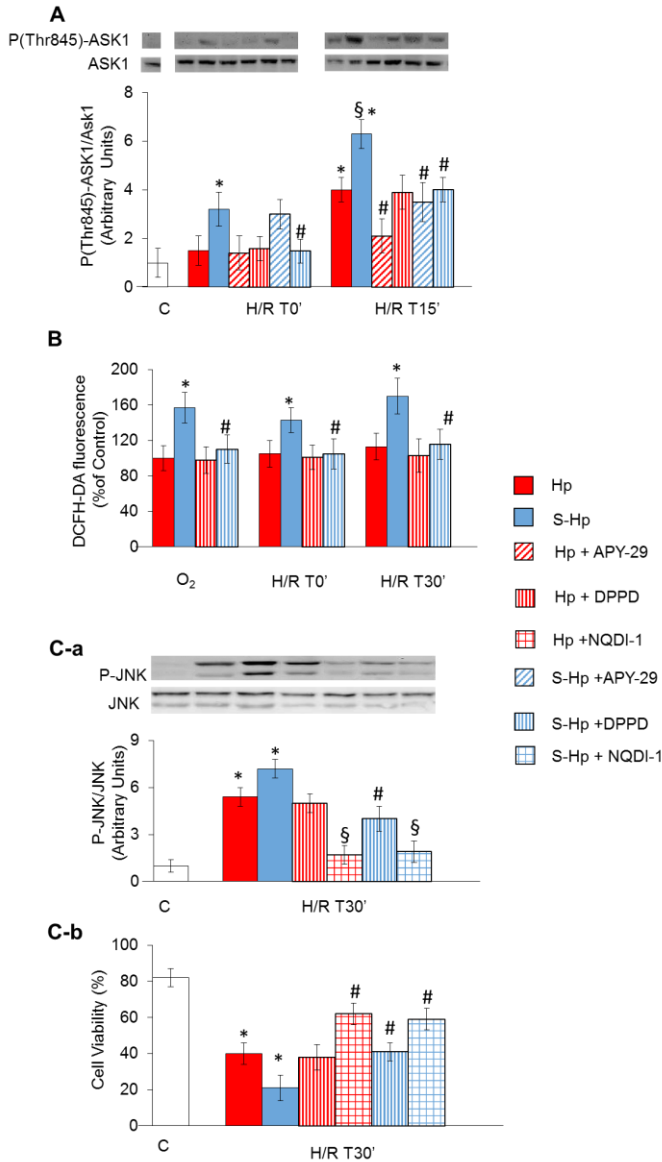 A
P(Thr845)-ASK1
ASK1
P(Thr845)-ASK1/Ask1
(Arbitrary Units)
8
6
4
2
0
*
§ *
*
#
#
#
#
C
H/R T0'
H/R T15'
B
DCFH-DA fluorescence
(%of Control)
200
160
120
80
40
0
*
#
*
#
*
#
O2
H/R T0'
H/R T30'
Hp
S-Hp
Hp + APY-29
Hp + DPPD
Hp +NQDI-1
S-Hp +APY-29
S-Hp +DPPD
S-Hp + NQDI-1
C-a
P-JNK
JNK
P-JNK/JNK
(Arbitrary Units)
9
6
3
0
*
*
§
#
§
C
H/R T30'
C-b
Cell Viability (%)
100
80
60
40
20
0
*
*
#
#
#
C
H/R T30'